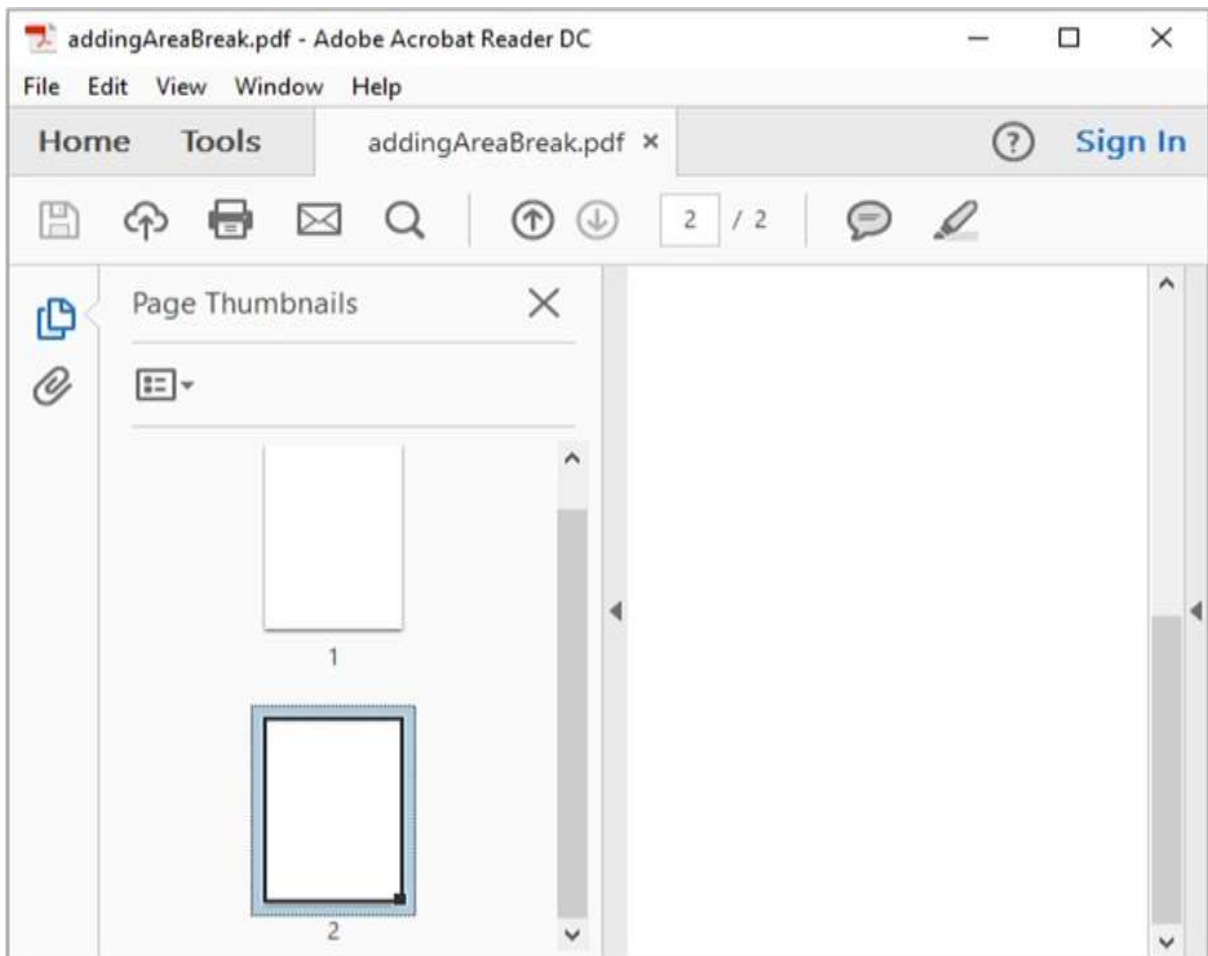 addingAreaBreak.pdf - Adobe Acrobat Reader DC
File Edit View Window Help
Home Tools addingAreaBreak.pdf × ? Sign In
2 / 2
Page Thumbnails
1
2